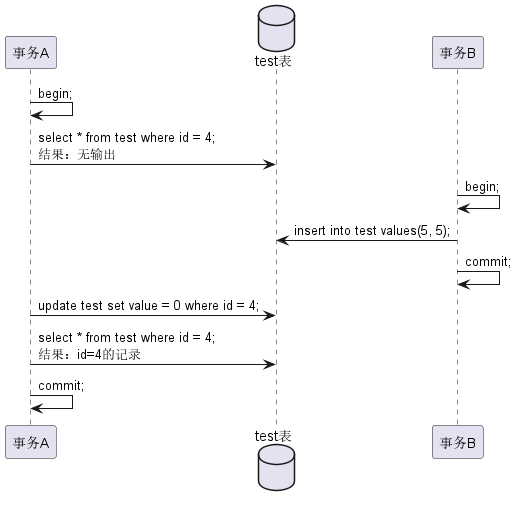 test表
事务A
事务B
begin;
select * from test where id = 4;
结果：无输出
begin;
insert into test values(5, 5);
commit;
update test set value = 0 where id = 4;
select * from test where id = 4;
结果：id=4的记录
commit;
事务A
test表
事务B